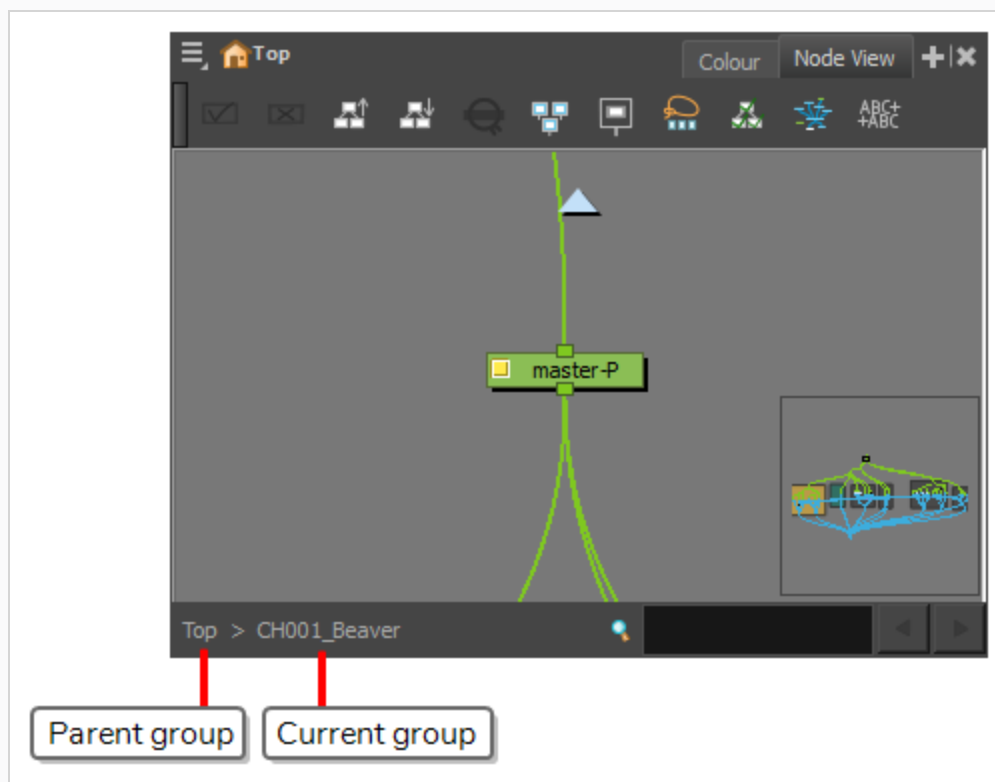 Top
Colour
Node View
ABC+
+ABC
master-P
Top > CH001_Beaver
Parent group
Current group